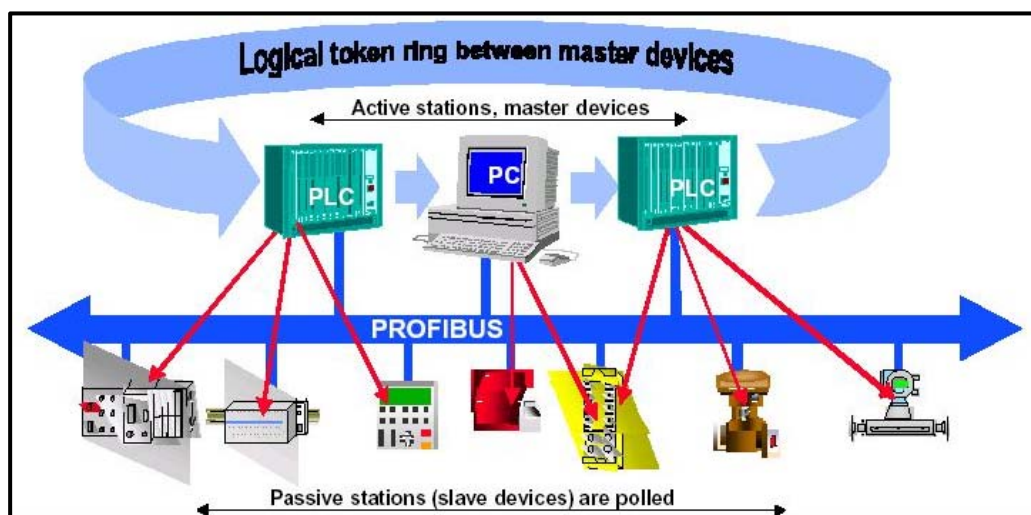 Logical token ring between master devices
Active stations, master devices
PLC
PC
PLC
PROFIBUS
Passive stations (slave devices) are polled